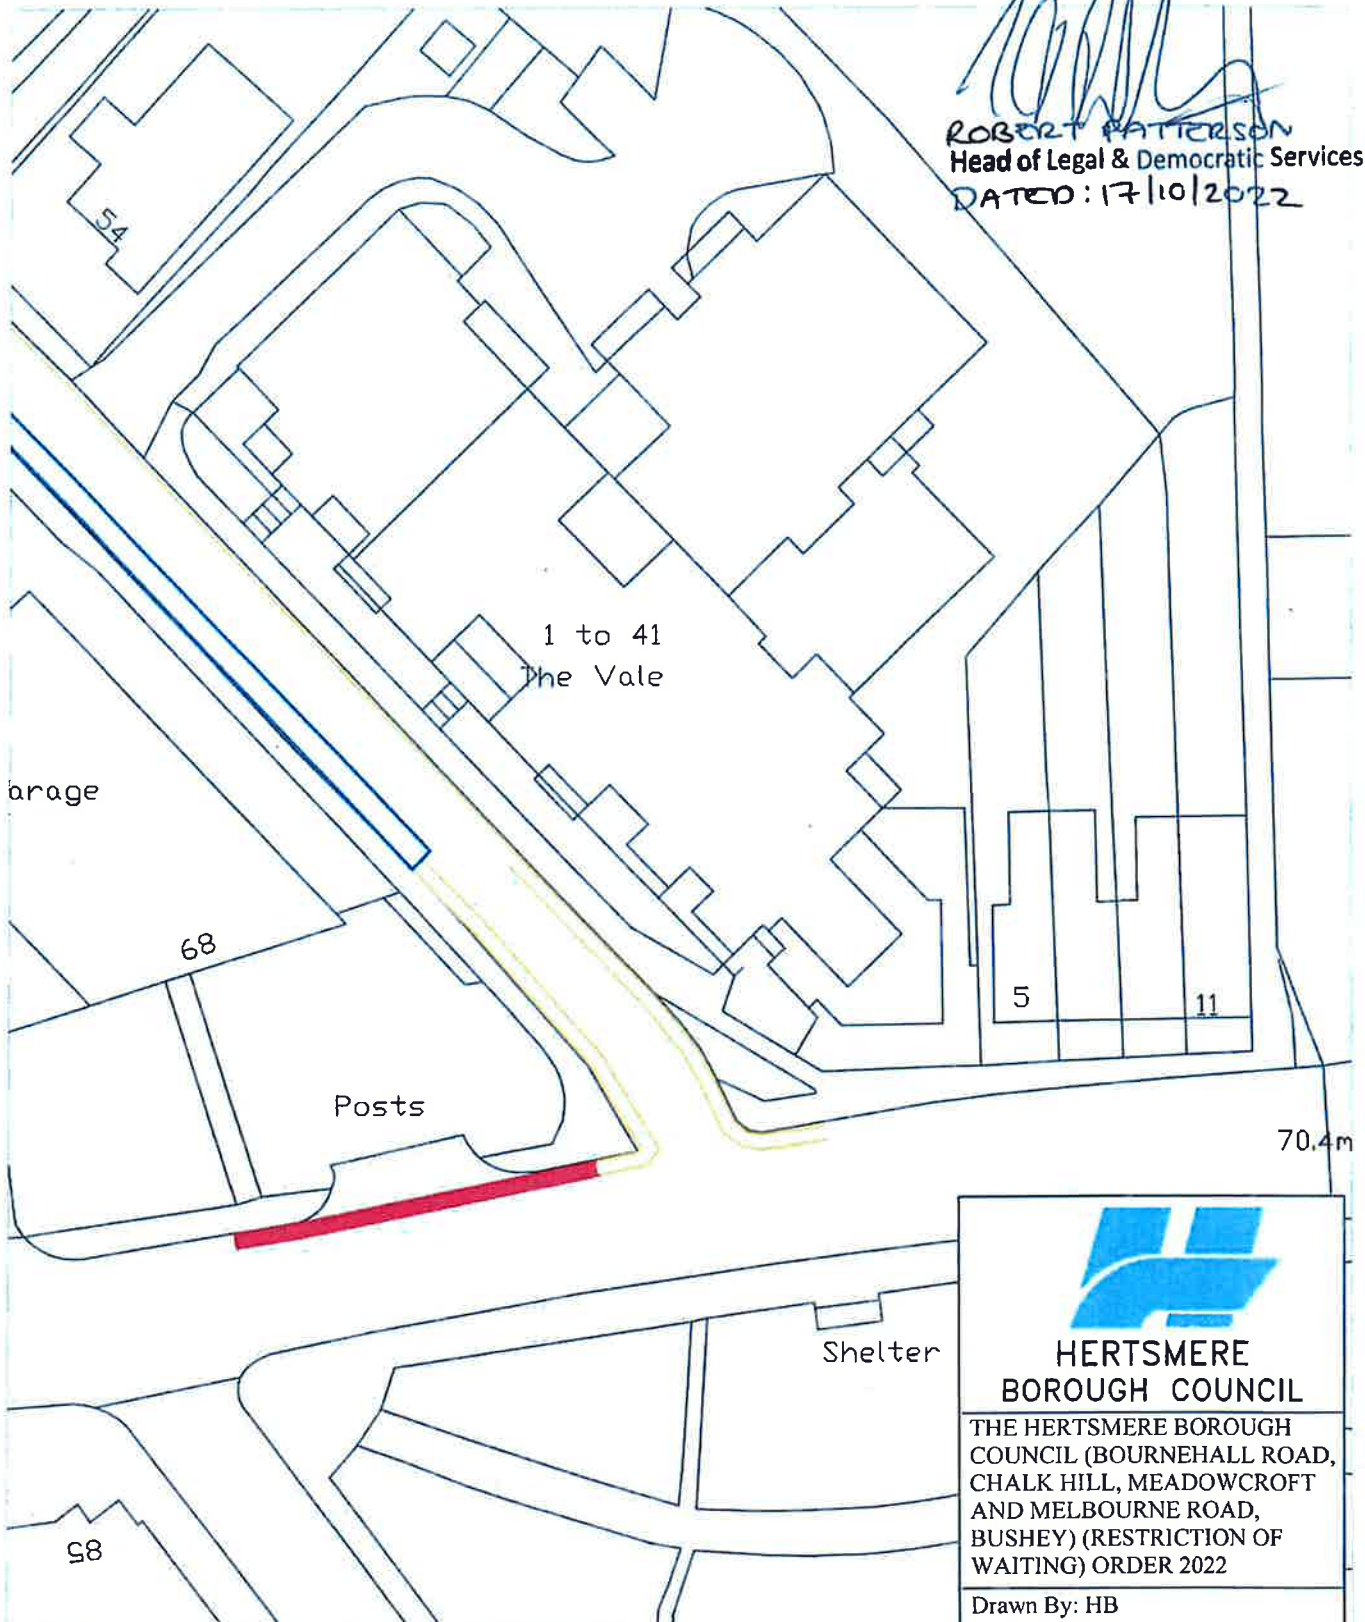 ROBERT PATTERSON
Head of Legal & Democratic Services
DATED: 17/10/2022
54
1 to 41
The Vale
arage
68
5
11
Posts
70.4m
Shelter
85
HERTSMERE
BOROUGH COUNCIL
THE HERTSMERE BOROUGH
COUNCIL (BOURNEHALL ROAD,
CHALK HILL, MEADOWCROFT
AND MELBOURNE ROAD,
BUSHEY) (RESTRICTION OF
WAITING) ORDER 2022
Drawn By: HB